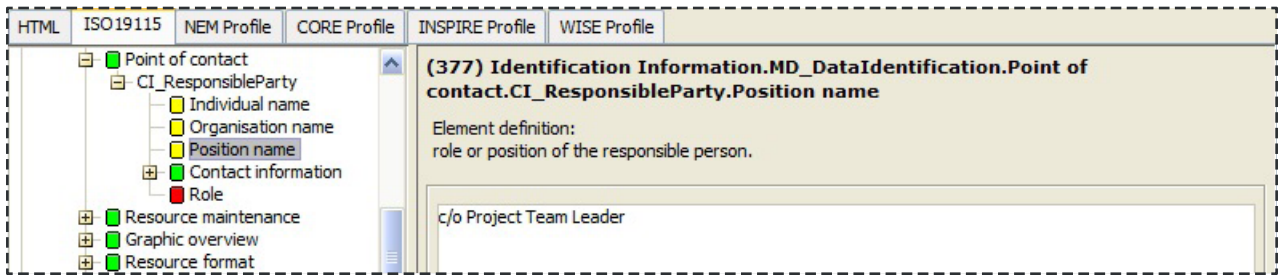 HTML ISO19115 NEM Profile CORE Profile INSPIRE Profile WISE Profile
Point of contact
CI_ResponsibleParty
Individual name
Organisation name
Position name
Contact information
Role
Resource maintenance
Graphic overview
Resource format
(377) Identification Information.MD_DataIdentification.Point of
contact.CI_ResponsibleParty.Position name
Element definition:
role or position of the responsible person.
c/o Project Team Leader